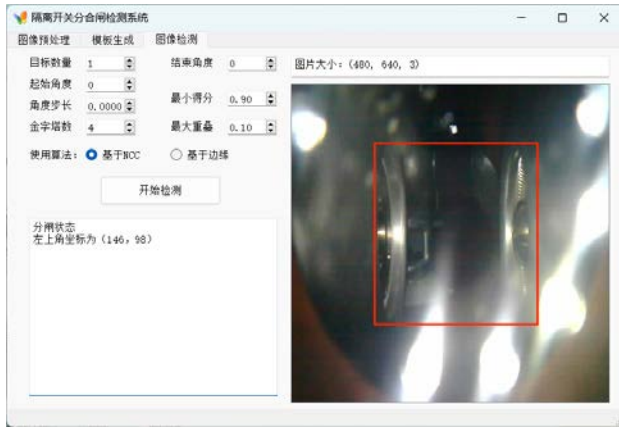 隔离开关分合闸检测系统
图像预处理 模板生成 图像检测
目标数量 1 结束角度 0 图片大小：(480, 640, 3)
起始角度 0
角度步长 0.0000 最小得分 0.90
金字塔数 4 最大重叠 0.10
使用算法： 基于NCC 基于边缘
开始检测
分闸状态
左上角坐标为（146, 98）